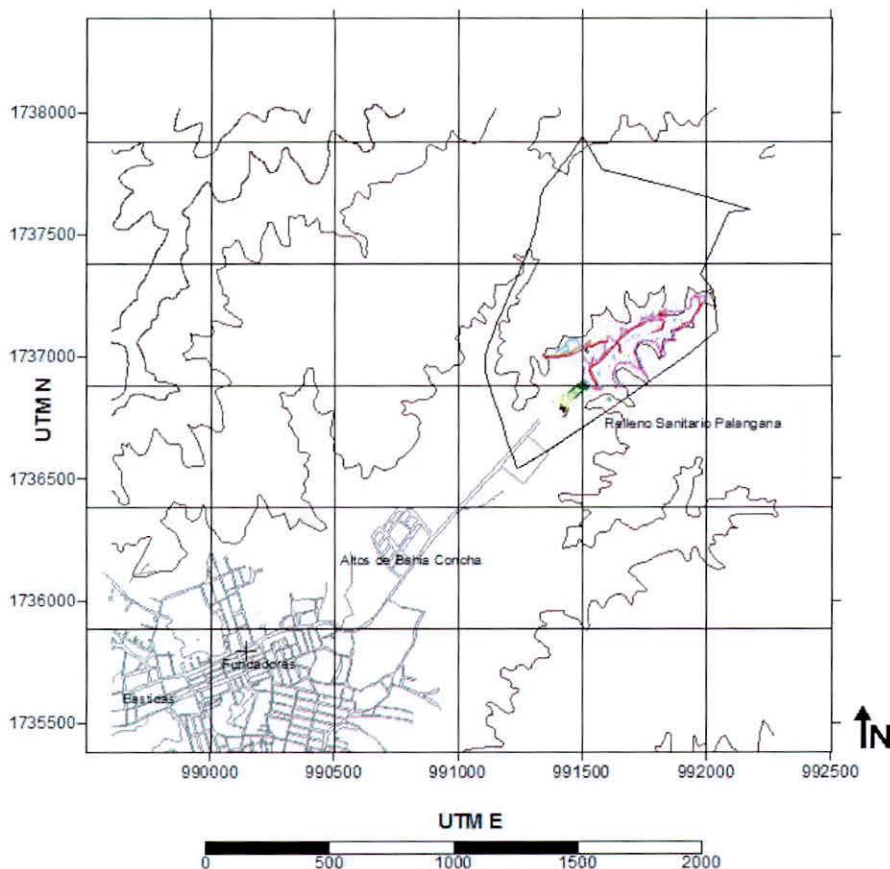 1738000
1737500
1737000
UTM N
1736500
1736000
1735500
Relleno Sanitario Palangana
Altos de Bahia Concha
Fundadores
Bastidas
N
990000 990500 991000 991500 992000 992500
UTM E
0 500 1000 1500 2000